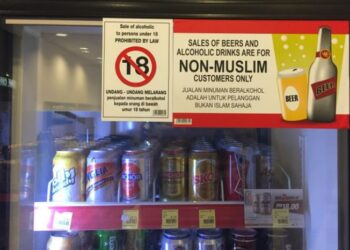 Sale of alcoholic
to persons under 18
PROHIBITED BY LAW
18
UNDANG - UNDANG MELARANG
penjualan minuman beralkohol
kepada orang di bawah
umur 18 tahun
SALES OF BEERS AND
ALCOHOLIC DRINKS ARE FOR
NON-MUSLIM
CUSTOMERS ONLY
JUALAN MINUMAN BERALKOHOL
ADALAH UNTUK PELANGGAN
BUKAN ISLAM SAHAJA
BEER
BEER
SKOL